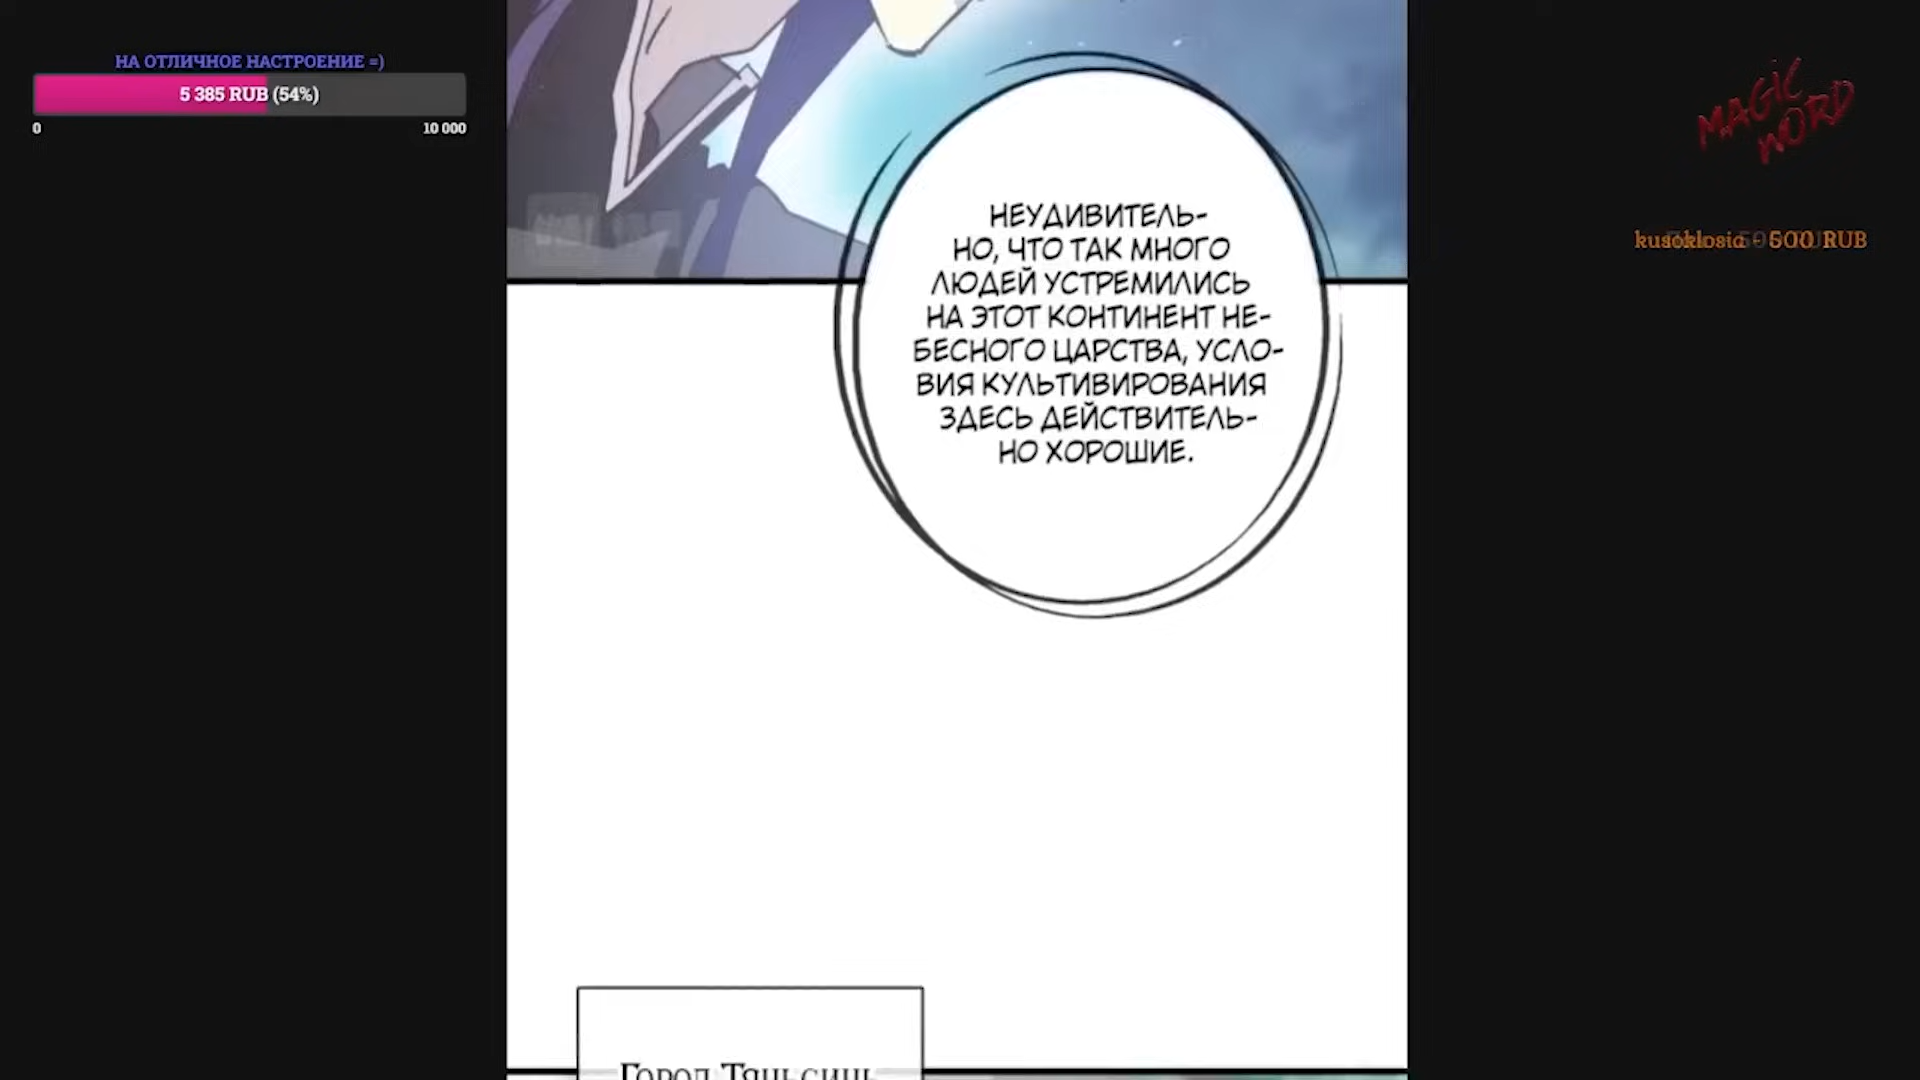 НА ОТЛИЧНОЕ НАСТРОЕНИЕ =)
5 385 RUB (54%)
0
10 000
MAGIC
WORD
500 RUB
НЕУДИВИТЕЛЬ-
НО, ЧТО ТАК МНОГО
ЛЮДЕЙ УСТРЕМИЛИСЬ
НА ЭТОТ КОНТИНЕНТ НЕ-
БЕСНОГО ЦАРСТВА, УСЛО-
ВИЯ КУЛЬТИВИРОВАНИЯ
ЗДЕСЬ ДЕЙСТВИТЕЛЬ-
НО ХОРОШИЕ.
Город Тяньсинь